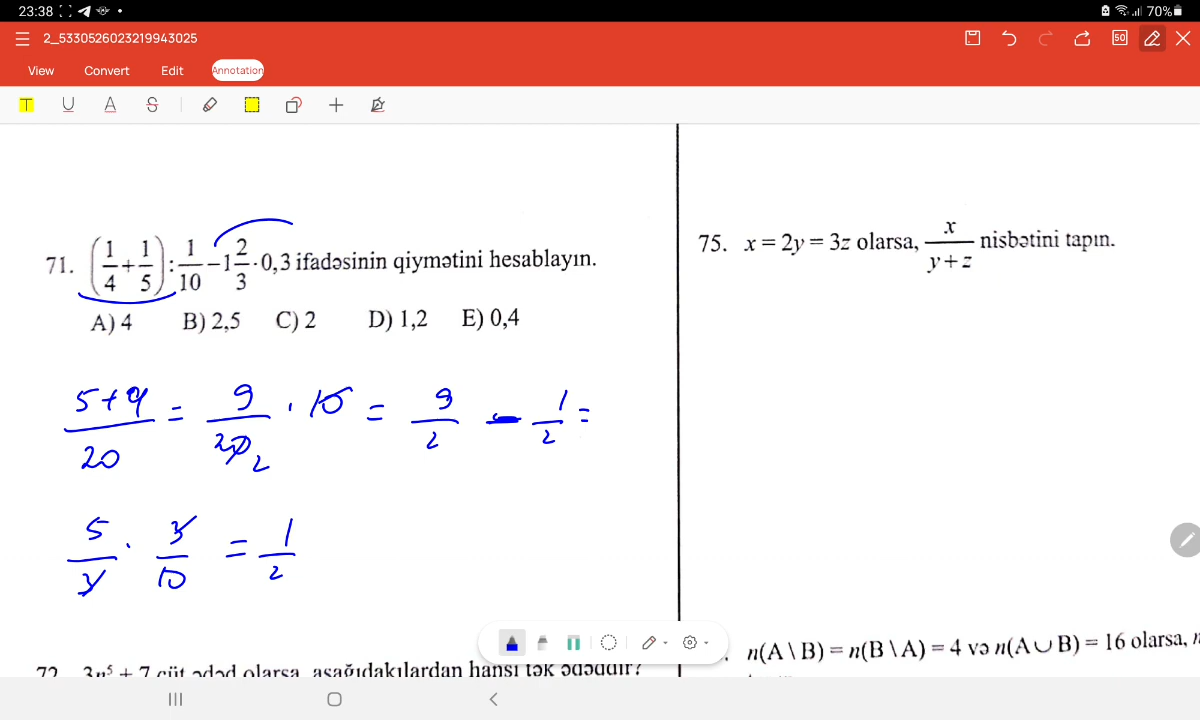 23:38 70%
2_5330526023219943025 50
View Convert Edit Annotation
T U A S
71. (1/4 + 1/5) : 1/10 − 1 2/3 · 0,3 ifadəsinin qiymətini hesablayın.
A) 4 B) 2,5 C) 2 D) 1,2 E) 0,4
5+4/20 = 9/20 2 · 10 = 9/2 - 1/2 =
5/3 · 3/10 = 1/2
72. 3n⁵ + 7 cüt ədəd olarsa, aşağıdakılardan hansı tək ədəddir?
75. x = 2y = 3z olarsa, x/y+z nisbətini tapın.
n(A \ B) = n(B \ A) = 4 və n(A ∪ B) = 16 olarsa, n